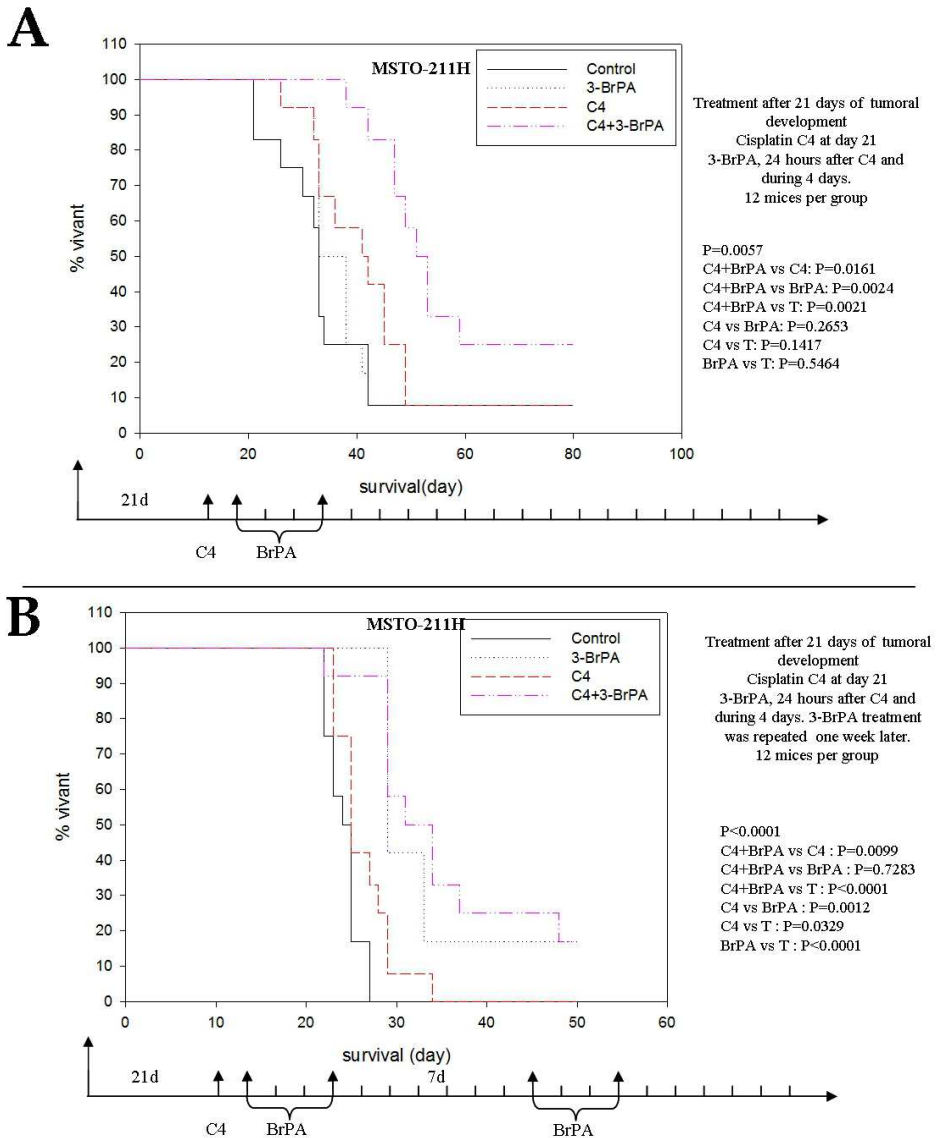 A
MSTO-211H
Control
3-BrPA
C4
C4+3-BrPA
110
100
90
80
70
60
50
40
30
20
10
0
% vivant
0 20 40 60 80 100
survival(day)
Treatment after 21 days of tumoral
development
Cisplatin C4 at day 21
3-BrPA, 24 hours after C4 and
during 4 days.
12 mices per group
P=0.0057
C4+BrPA vs C4: P=0.0161
C4+BrPA vs BrPA: P=0.0024
C4+BrPA vs T: P=0.0021
C4 vs BrPA: P=0.2653
C4 vs T: P=0.1417
BrPA vs T: P=0.5464
21d
C4 BrPA
B
MSTO-211H
Control
3-BrPA
C4
C4+3-BrPA
110
100
90
80
70
60
50
40
30
20
10
0
% vivant
0 10 20 30 40 50 60
survival (day)
Treatment after 21 days of tumoral
development
Cisplatin C4 at day 21
3-BrPA, 24 hours after C4 and
during 4 days. 3-BrPA treatment
was repeated one week later.
12 mices per group
P<0.0001
C4+BrPA vs C4 : P=0.0099
C4+BrPA vs BrPA : P=0.7283
C4+BrPA vs T : P<0.0001
C4 vs BrPA : P=0.0012
C4 vs T : P=0.0329
BrPA vs T : P<0.0001
21d 7d
C4 BrPA BrPA